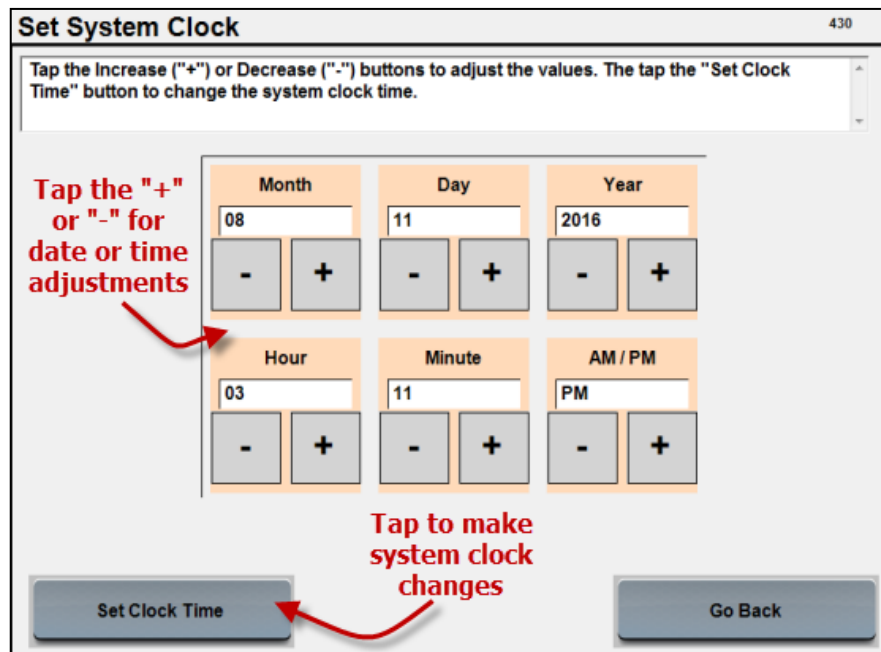 Set System Clock
430
Tap the Increase ("+") or Decrease ("-") buttons to adjust the values. The tap the "Set Clock
Time" button to change the system clock time.
Tap the "+"
or "-" for
date or time
adjustments
Month
08
- +
Day
11
- +
Year
2016
- +
Hour
03
- +
Minute
11
- +
AM / PM
PM
- +
Tap to make
system clock
changes
Set Clock Time
Go Back